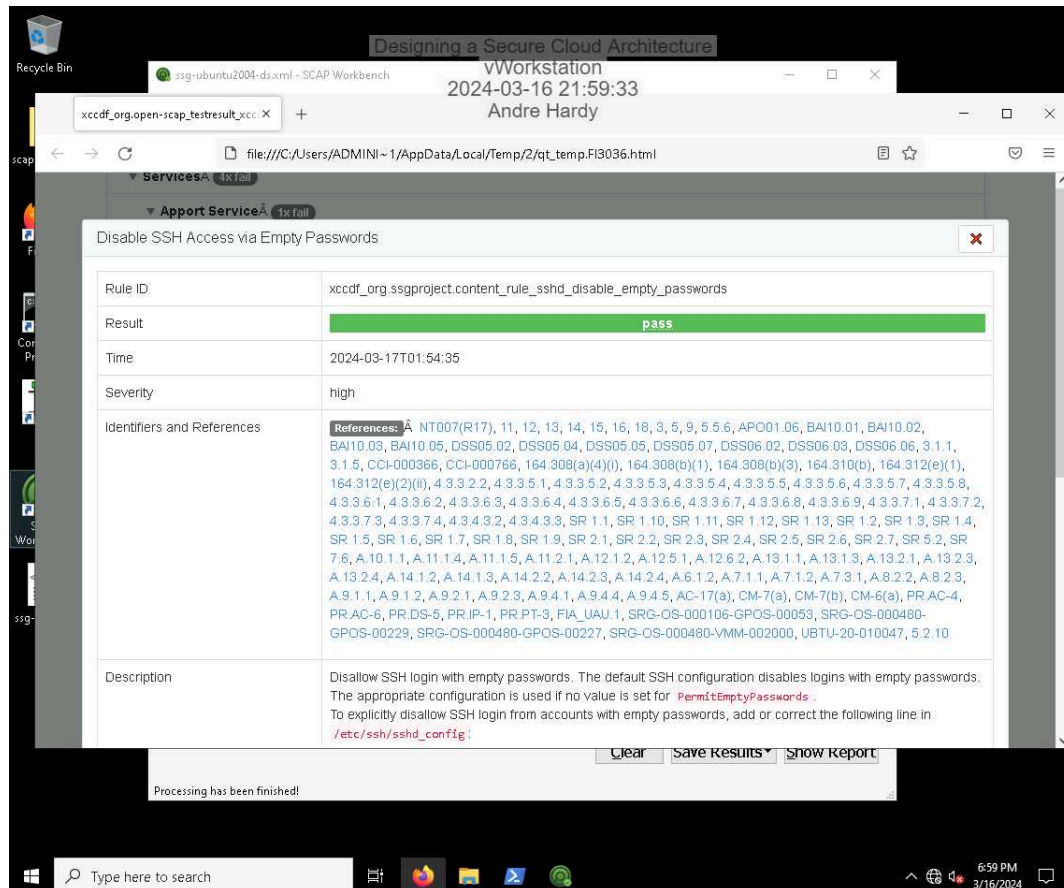 Recycle Bin
Designing a Secure Cloud Architecture
ssg-ubuntu2004-ds.xml - SCAP Workbench
vWorkstation
2024-03-16 21:59:33
Andre Hardy
xccdf_org.open-scap_testresult_xcc
scap
file:///C:/Users/ADMINI~1/AppData/Local/Temp/2/qt_temp.FI3036.html
ServicesÂ 4x fail
Apport ServiceÂ 1x fail
Disable SSH Access via Empty Passwords
Rule ID
xccdf_org.ssgproject.content_rule_sshd_disable_empty_passwords
Result
pass
Time
2024-03-17T01:54:35
Severity
high
Identifiers and References
References: Â NT007(R17), 11, 12, 13, 14, 15, 16, 18, 3, 5, 9, 5.5.6, APO01.06, BAI10.01, BAI10.02,
BAI10.03, BAI10.05, DSS05.02, DSS05.04, DSS05.05, DSS05.07, DSS06.02, DSS06.03, DSS06.06, 3.1.1,
3.1.5, CCI-000366, CCI-000766, 164.308(a)(4)(i), 164.308(b)(1), 164.308(b)(3), 164.310(b), 164.312(e)(1),
164.312(e)(2)(ii), 4.3.3.2.2, 4.3.3.5.1, 4.3.3.5.2, 4.3.3.5.3, 4.3.3.5.4, 4.3.3.5.5, 4.3.3.5.6, 4.3.3.5.7, 4.3.3.5.8,
4.3.3.6.1, 4.3.3.6.2, 4.3.3.6.3, 4.3.3.6.4, 4.3.3.6.5, 4.3.3.6.6, 4.3.3.6.7, 4.3.3.6.8, 4.3.3.6.9, 4.3.3.7.1, 4.3.3.7.2,
4.3.3.7.3, 4.3.3.7.4, 4.3.4.3.2, 4.3.4.3.3, SR 1.1, SR 1.10, SR 1.11, SR 1.12, SR 1.13, SR 1.2, SR 1.3, SR 1.4,
SR 1.5, SR 1.6, SR 1.7, SR 1.8, SR 1.9, SR 2.1, SR 2.2, SR 2.3, SR 2.4, SR 2.5, SR 2.6, SR 2.7, SR 5.2, SR
7.6, A.10.1.1, A.11.1.4, A.11.1.5, A.11.2.1, A.12.1.2, A.12.5.1, A.12.6.2, A.13.1.1, A.13.1.3, A.13.2.1, A.13.2.3,
A.13.2.4, A.14.1.2, A.14.1.3, A.14.2.2, A.14.2.3, A.14.2.4, A.6.1.2, A.7.1.1, A.7.1.2, A.7.3.1, A.8.2.2, A.8.2.3,
A.9.1.1, A.9.1.2, A.9.2.1, A.9.2.3, A.9.4.1, A.9.4.4, A.9.4.5, AC-17(a), CM-7(a), CM-7(b), CM-6(a), PR.AC-4,
PR.AC-6, PR.DS-5, PR.IP-1, PR.PT-3, FIA_UAU.1, SRG-OS-000106-GPOS-00053, SRG-OS-000480-
GPOS-00229, SRG-OS-000480-GPOS-00227, SRG-OS-000480-VMM-002000, UBTU-20-010047, 5.2.10
Description
Disallow SSH login with empty passwords. The default SSH configuration disables logins with empty passwords.
The appropriate configuration is used if no value is set for PermitEmptyPasswords .
To explicitly disallow SSH login from accounts with empty passwords, add or correct the following line in
/etc/ssh/sshd_config:
Clear Save Results Show Report
Processing has been finished!
Type here to search
6:59 PM
3/16/2024